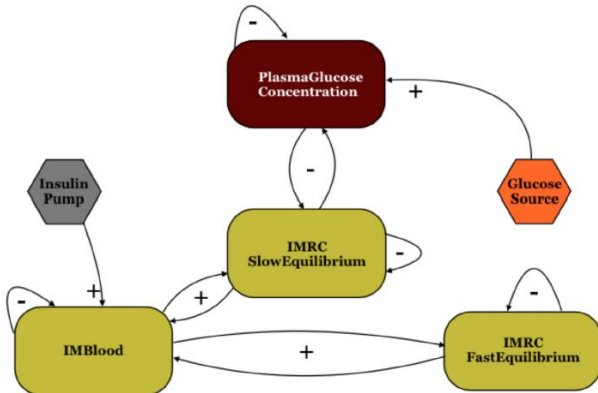 -
PlasmaGlucose
Concentration
+
-
Insulin
Pump
Glucose
Source
IMRC
SlowEquilibrium
-
+
+
-
IMBlood
-
IMRC
FastEquilibrium
+